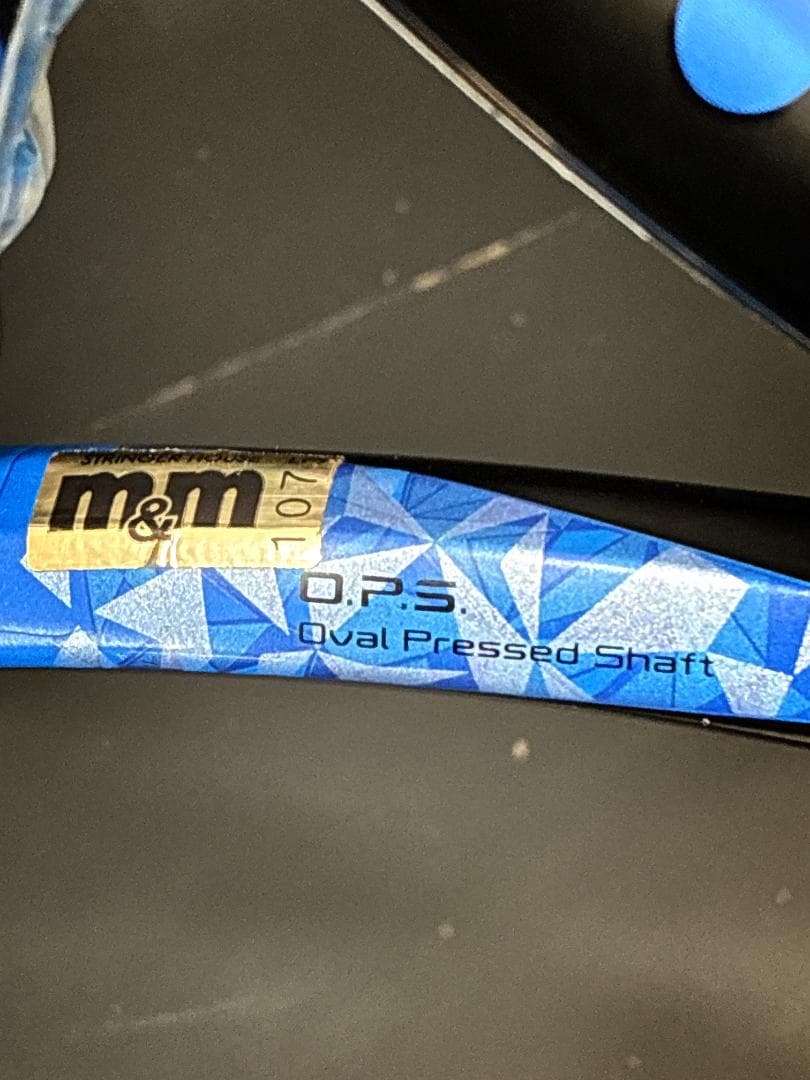 STRINGER HOUSE
m&m
107
O.P.S.
Oval Pressed Shaft